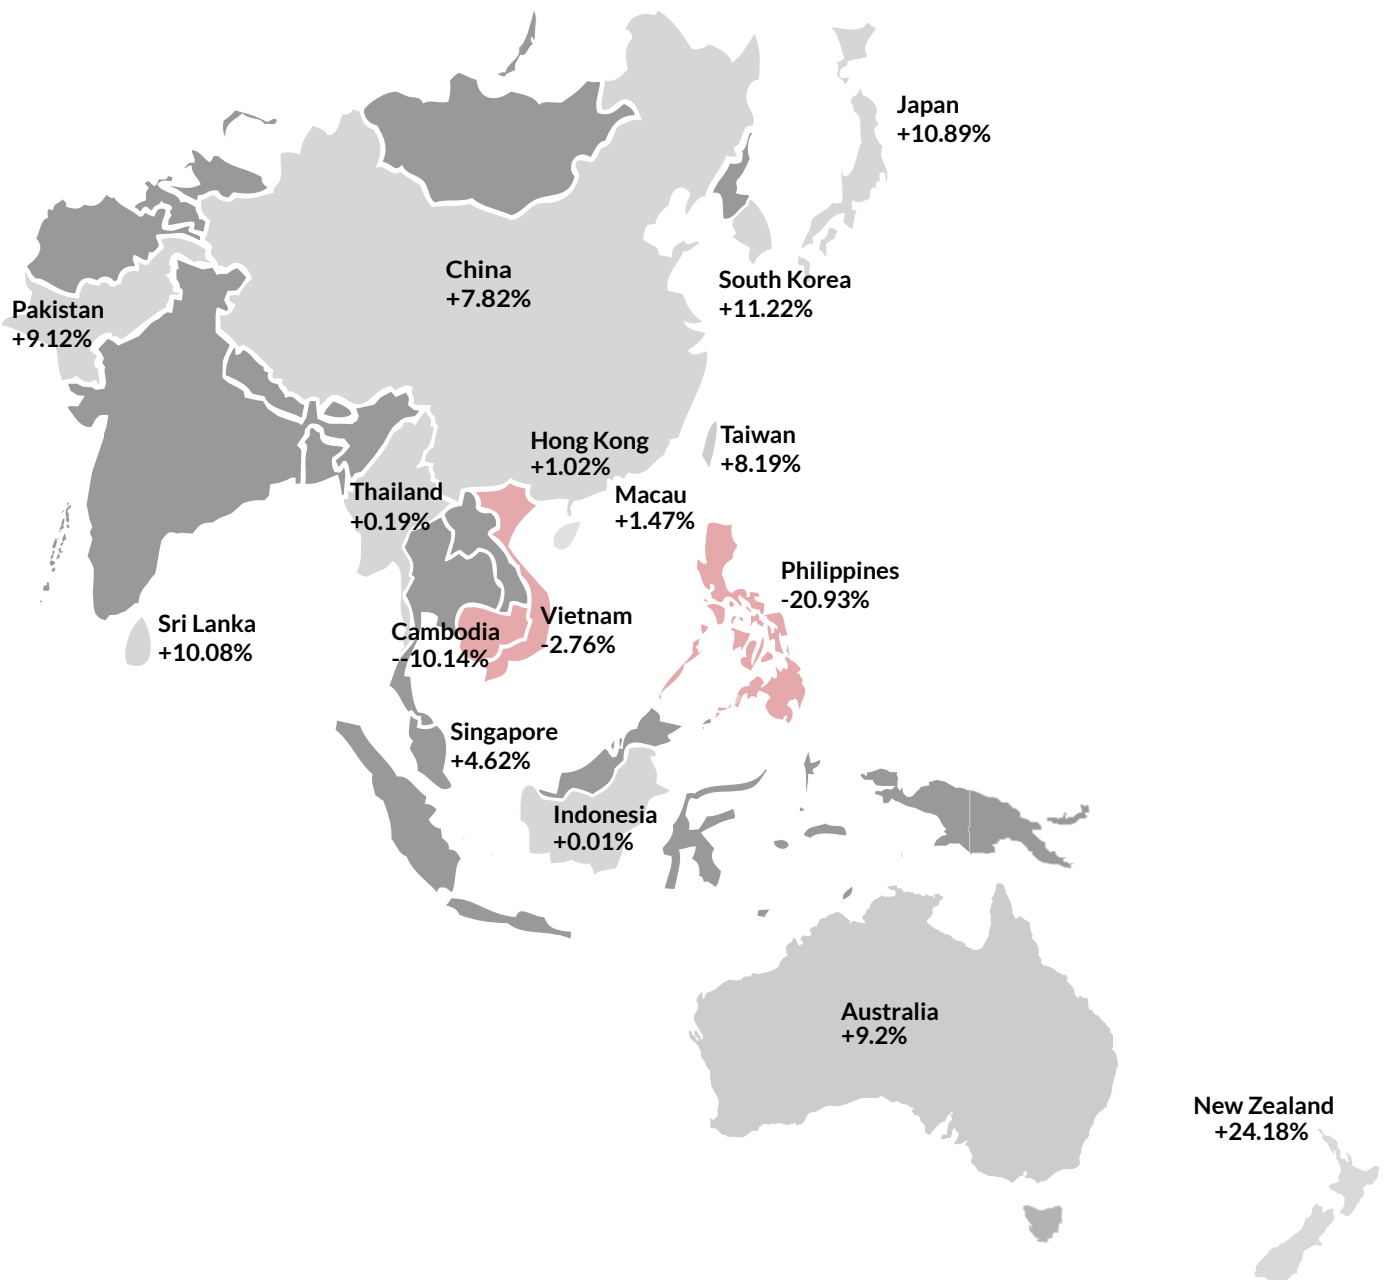 Japan
+10.89%
China
+7.82%
South Korea
+11.22%
Pakistan
+9.12%
Hong Kong
+1.02%
Taiwan
+8.19%
Thailand
+0.19%
Macau
+1.47%
Philippines
-20.93%
Sri Lanka
+10.08%
Cambodia
--10.14%
Vietnam
-2.76%
Singapore
+4.62%
Indonesia
+0.01%
Australia
+9.2%
New Zealand
+24.18%